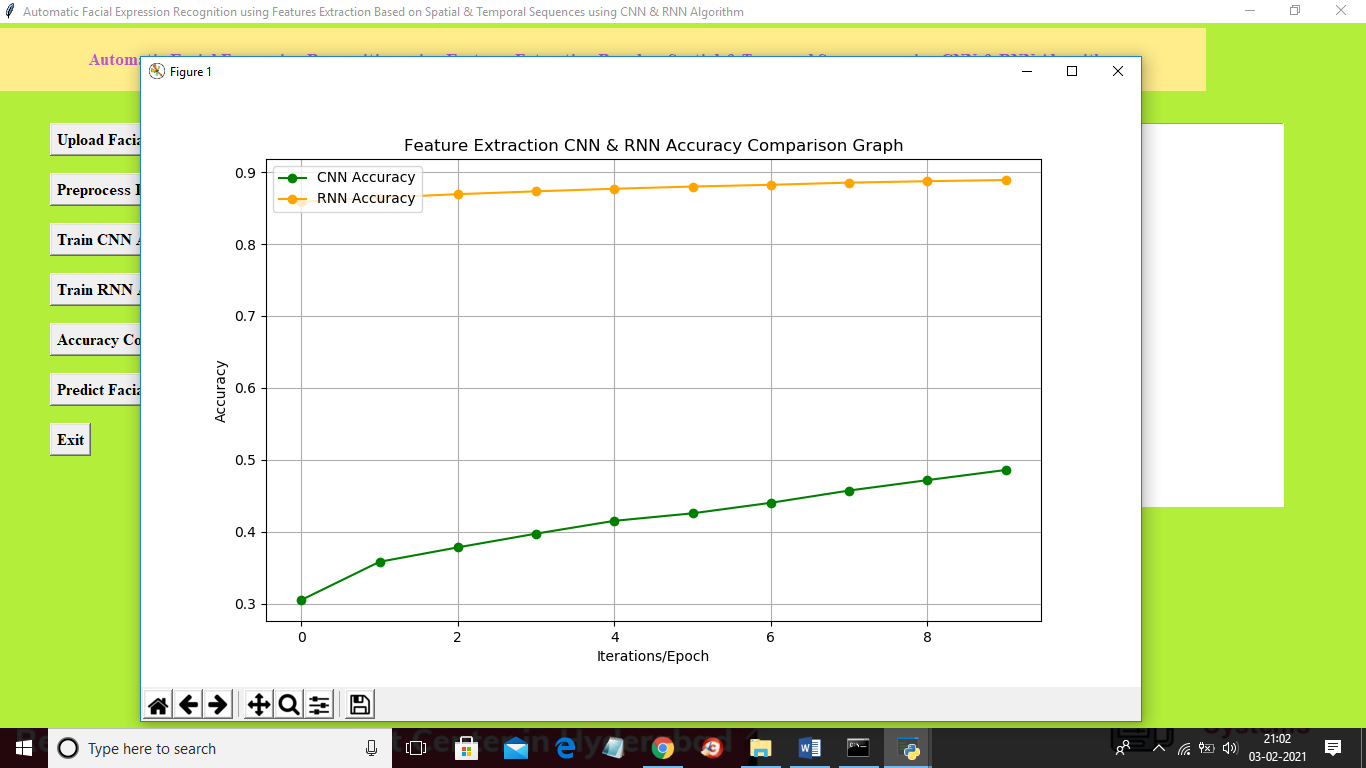 Automatic Facial Expression Recognition using Features Extraction Based on Spatial & Temporal Sequences using CNN & RNN Algorithm
Figure 1
Upload
Preprocess
Train CNN
Train RNN
Accuracy
Predict
Exit
Feature Extraction CNN & RNN Accuracy Comparison Graph
CNN Accuracy
RNN Accuracy
0.9
0.8
0.7
0.6
0.5
0.4
0.3
Accuracy
0 2 4 6 8
Iterations/Epoch
Type here to search
Center in
Systems
21:02
03-02-2021